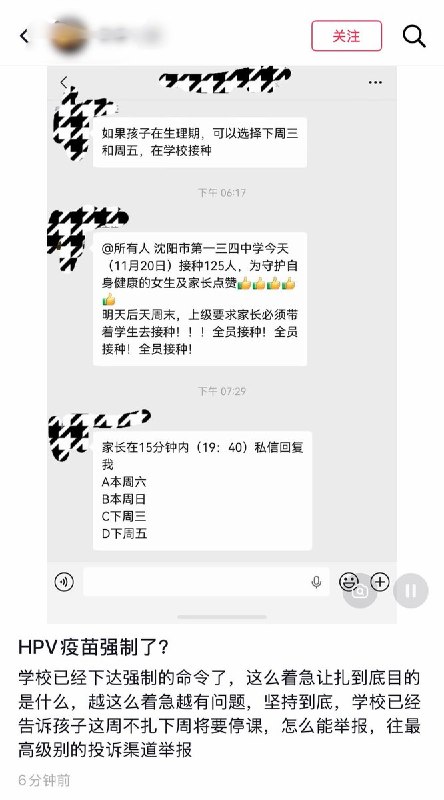 关注
如果孩子在生理期，可以选择下周三
和周五，在学校接种
下午 06:17
@所有人 沈阳市第一三四中学今天
（11月20日）接种125人，为守护自
身健康的女生及家长点赞👍👍👍👍
👍
明天后天周末，上级要求家长必须带
着学生去接种！！！全员接种！全员
接种！全员接种！
下午 07:29
家长在15分钟内（19：40）私信回复
我
A本周六
B本周日
C下周三
D下周五
HPV疫苗强制了？
学校已经下达强制的命令了，这么着急让扎到底目的
是什么，越这么着急越有问题，坚持到底，学校已经
告诉孩子这周不扎下周将要停课，怎么能举报，往最
高级别的投诉渠道举报
6分钟前